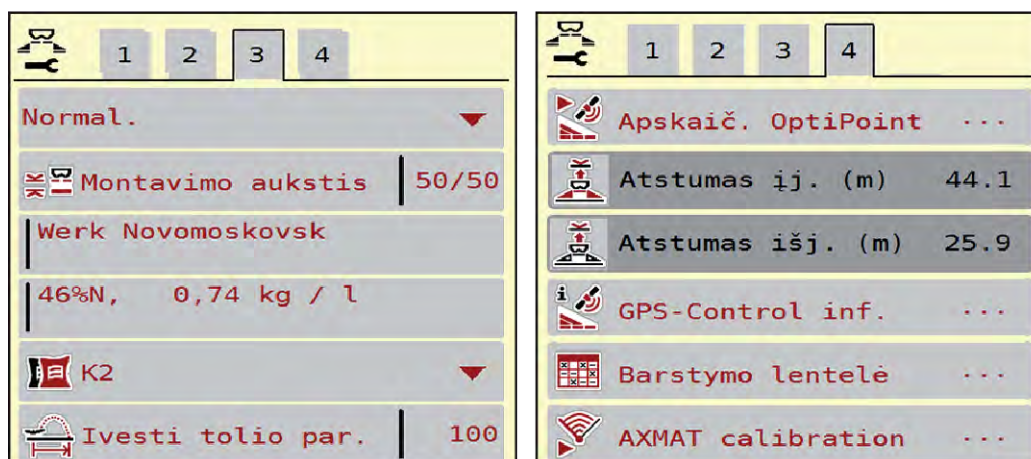 1 2 3 4
Normal.
Montavimo aukstis 50/50
Werk Novomoskovsk
46%N, 0,74 kg / l
K2
Ivesti tolio par. 100
1 2 3 4
Apskaič. OptiPoint ...
Atstumas įj. (m) 44.1
Atstumas išj. (m) 25.9
GPS-Control inf. ...
Barstymo lentelė ...
AXMAT calibration ...